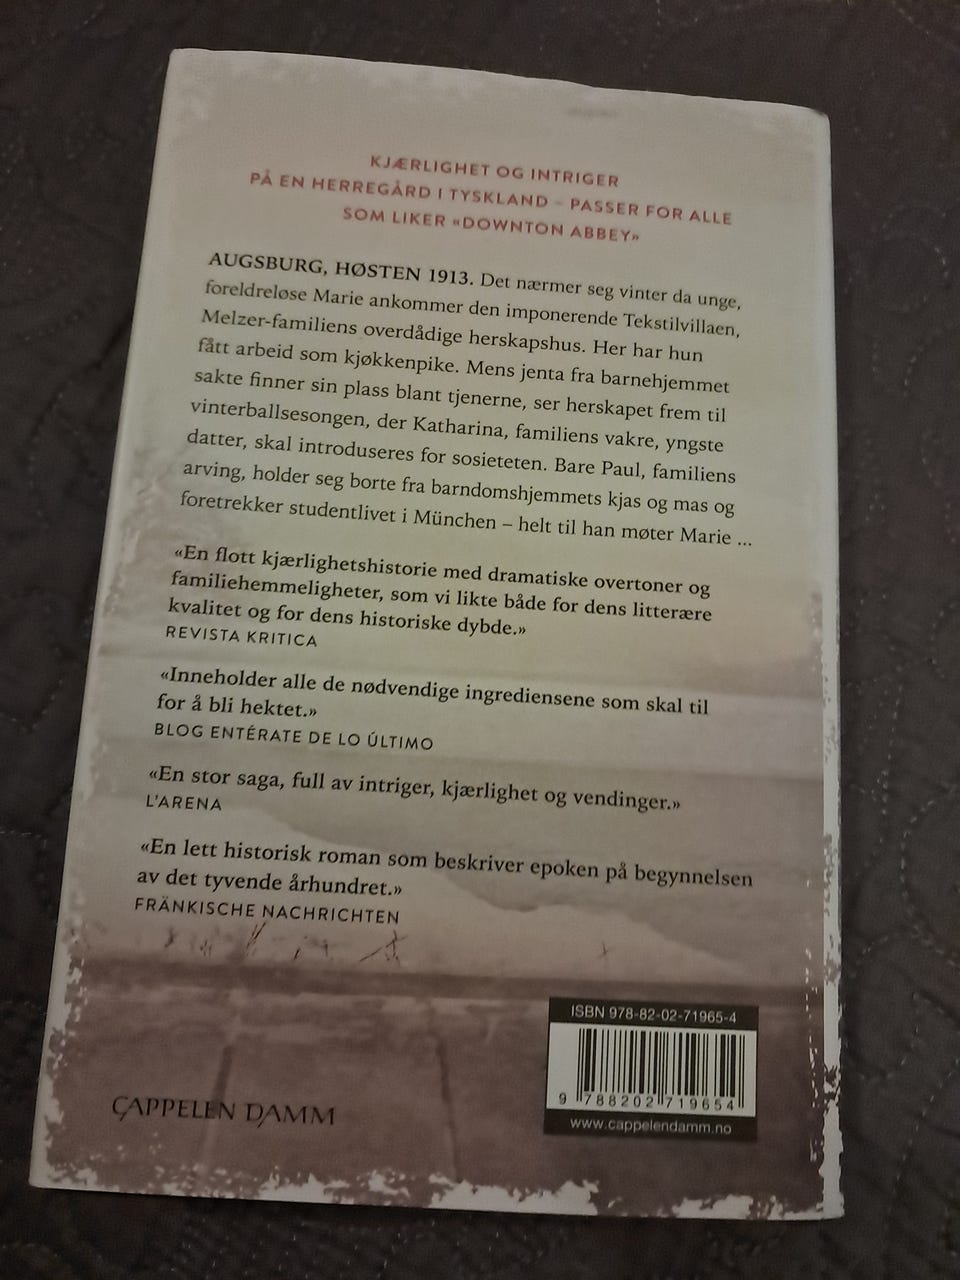 KJÆRLIGHET OG INTRIGER
PÅ EN HERREGÅRD I TYSKLAND – PASSER FOR ALLE
SOM LIKER «DOWNTON ABBEY»
AUGSBURG, HØSTEN 1913. Det nærmer seg vinter da unge,
foreldreløse Marie ankommer den imponerende Tekstilvillaen,
Melzer-familiens overdådige herskapshus. Her har hun
fått arbeid som kjøkkenpike. Mens jenta fra barnehjemmet
sakte finner sin plass blant tjenerne, ser herskapet frem til
vinterballsesongen, der Katharina, familiens vakre, yngste
datter, skal introduseres for sosieteten. Bare Paul, familiens
arving, holder seg borte fra barndomshjemmets kjas og mas og
foretrekker studentlivet i München – helt til han møter Marie ...
«En flott kjærlighetshistorie med dramatiske overtoner og
familiehemmeligheter, som vi likte både for dens litterære
kvalitet og for dens historiske dybde.»
REVISTA KRITICA
«Inneholder alle de nødvendige ingrediensene som skal til
for å bli hektet.»
BLOG ENTÉRATE DE LO ÚLTIMO
«En stor saga, full av intriger, kjærlighet og vendinger.»
L'ARENA
«En lett historisk roman som beskriver epoken på begynnelsen
av det tyvende århundret.»
FRÄNKISCHE NACHRICHTEN
ISBN 978-82-02-71965-4
9 788202 719654
www.cappelendamm.no
CAPPELEN DAMM